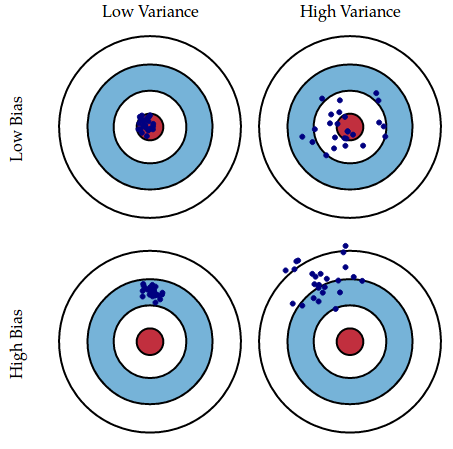 Low Variance
High Variance
Low Bias
High Bias